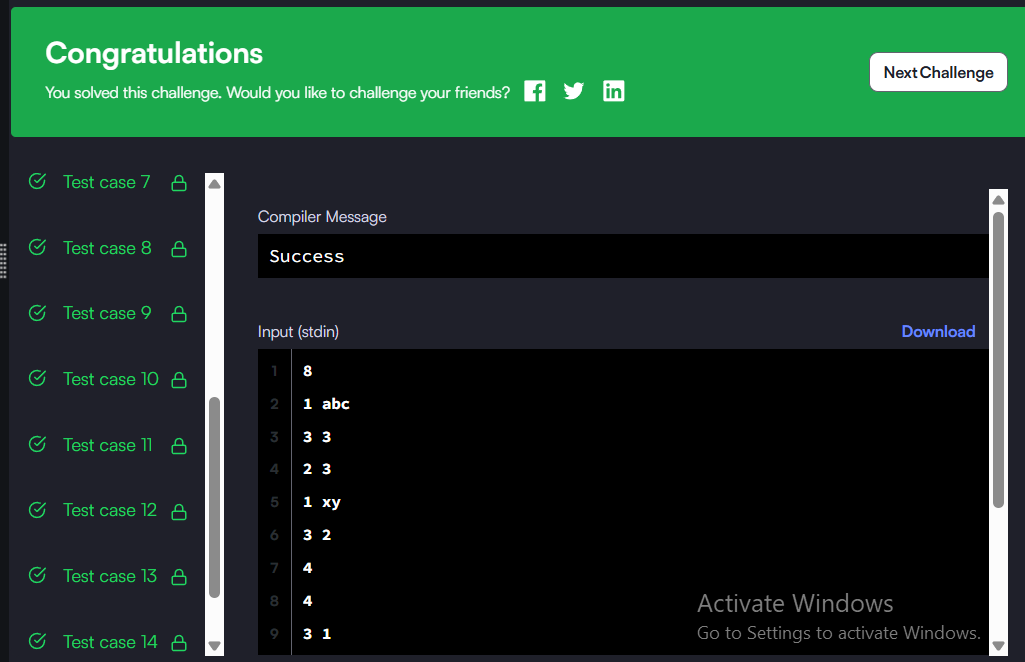 Congratulations
You solved this challenge. Would you like to challenge your friends?
Next Challenge
Test case 7
Test case 8
Test case 9
Test case 10
Test case 11
Test case 12
Test case 13
Test case 14
Compiler Message
Success
Input (stdin)
Download
1 8
2 1 abc
3 3 3
4 2 3
5 1 xy
6 3 2
7 4
8 4
9 3 1
Activate Windows
Go to Settings to activate Windows.